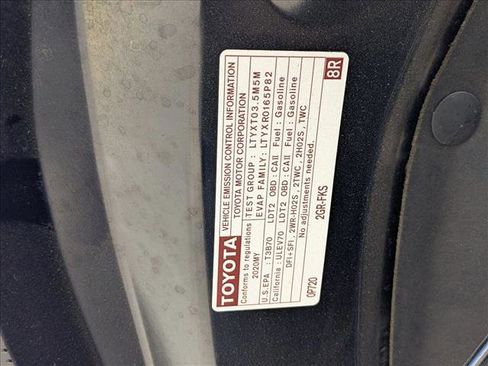 TOYOTA
VEHICLE EMISSION CONTROL INFORMATION
TOYOTA MOTOR CORPORATION
Conforms to regulations
2020MY
TEST GROUP : LTYXT03.5M5M
EVAP FAMILY: LTYXR0165P82
U.S.EPA : T3B70 LDT2 OBD : CAII Fuel : Gasoline
California : ULEV70 LDT2 OBD : CAII Fuel : Gasoline
DFI+SFI, 2WR-HO2S, 2TWC, 2HO2S, TWC
No adjustments needed.
0P720
2GR-FKS
8R